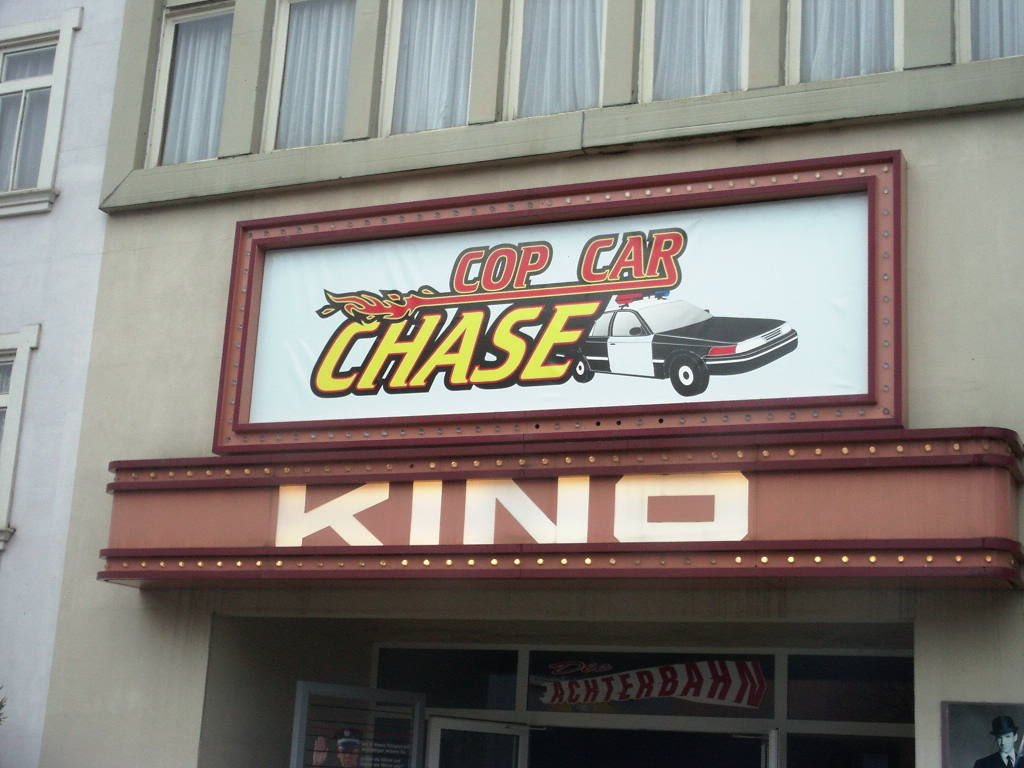 COP CAR
CHASE
KINO
Die
ACHTERBAHN